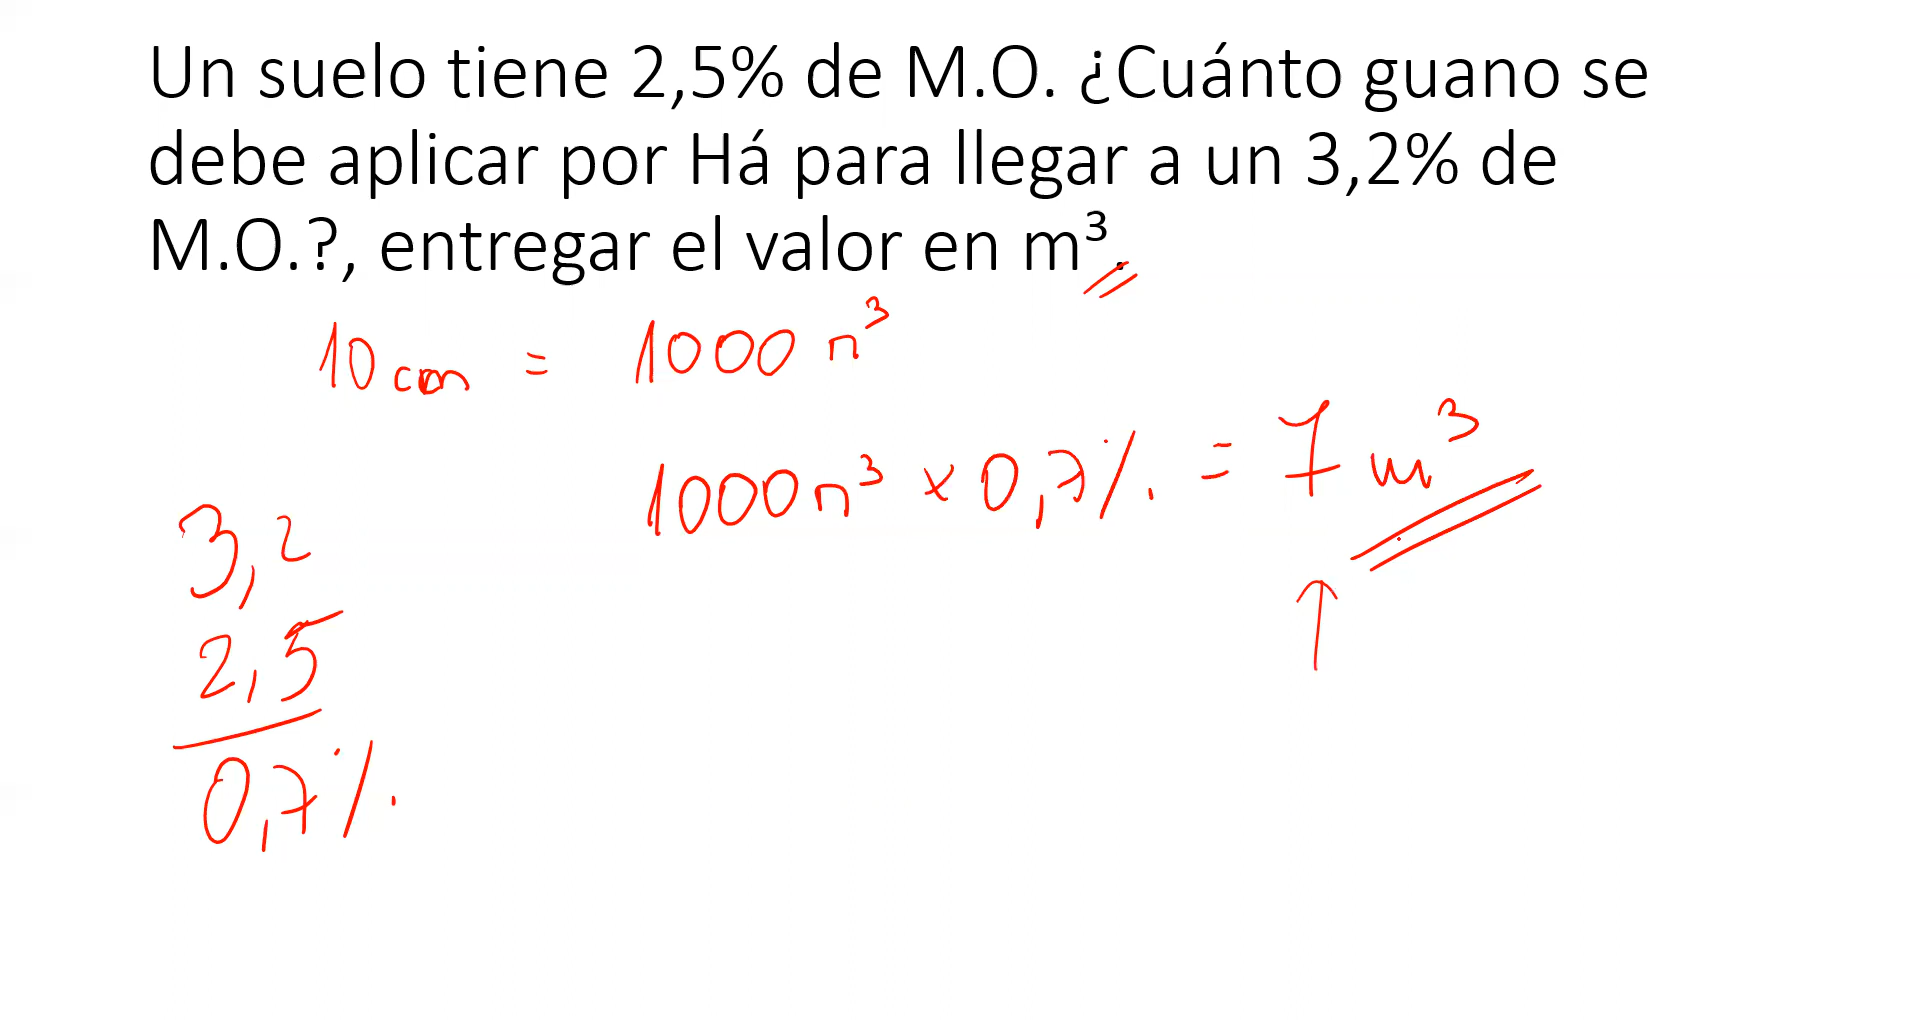 Un suelo tiene 2,5% de M.O. ¿Cuánto guano se
debe aplicar por Há para llegar a un 3,2% de
M.O.?, entregar el valor en m³.
10 cm = 1000 m³
1000 m³ x 0,7% = 7 m³
3,2
2,5
0,7%